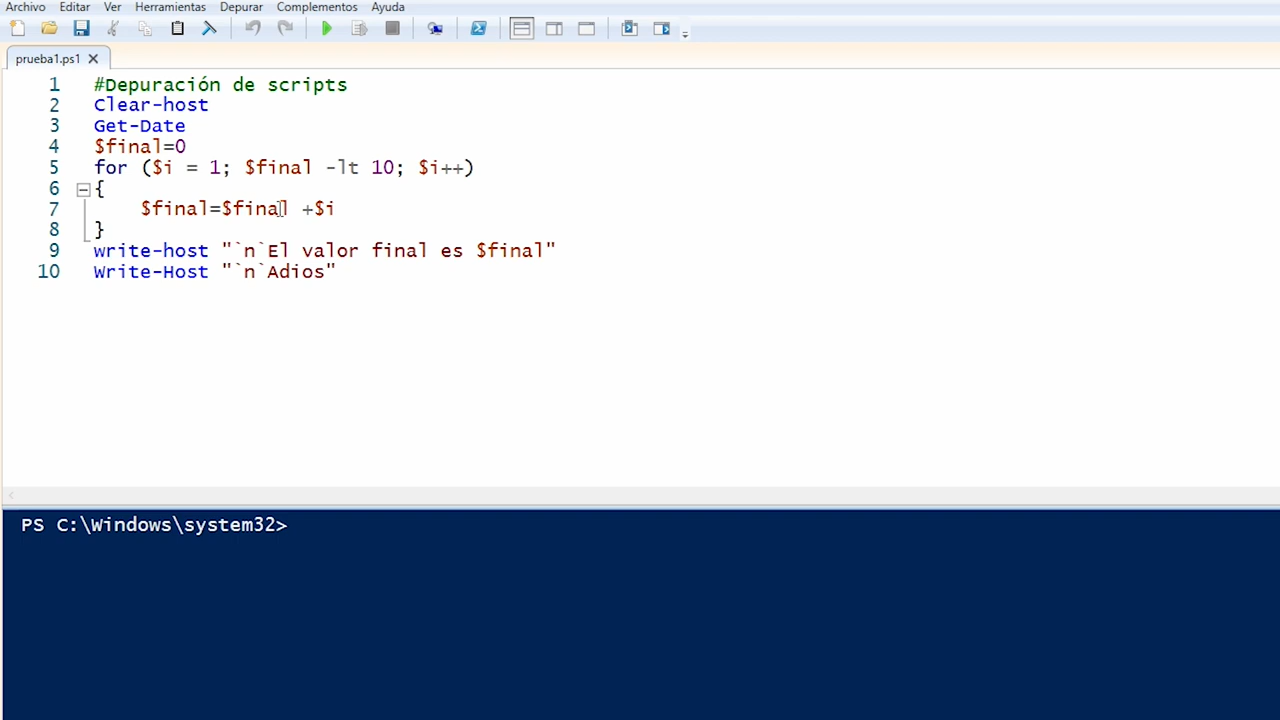 Archivo Editar Ver Herramientas Depurar Complementos Ayuda
prueba1.ps1
1 #Depuración de scripts
2 Clear-host
3 Get-Date
4 $final=0
5 for ($i = 1; $final -lt 10; $i++)
6 {
7 $final=$final +$i
8 }
9 write-host "`n`El valor final es $final"
10 Write-Host "`n`Adios"
PS C:\Windows\system32>